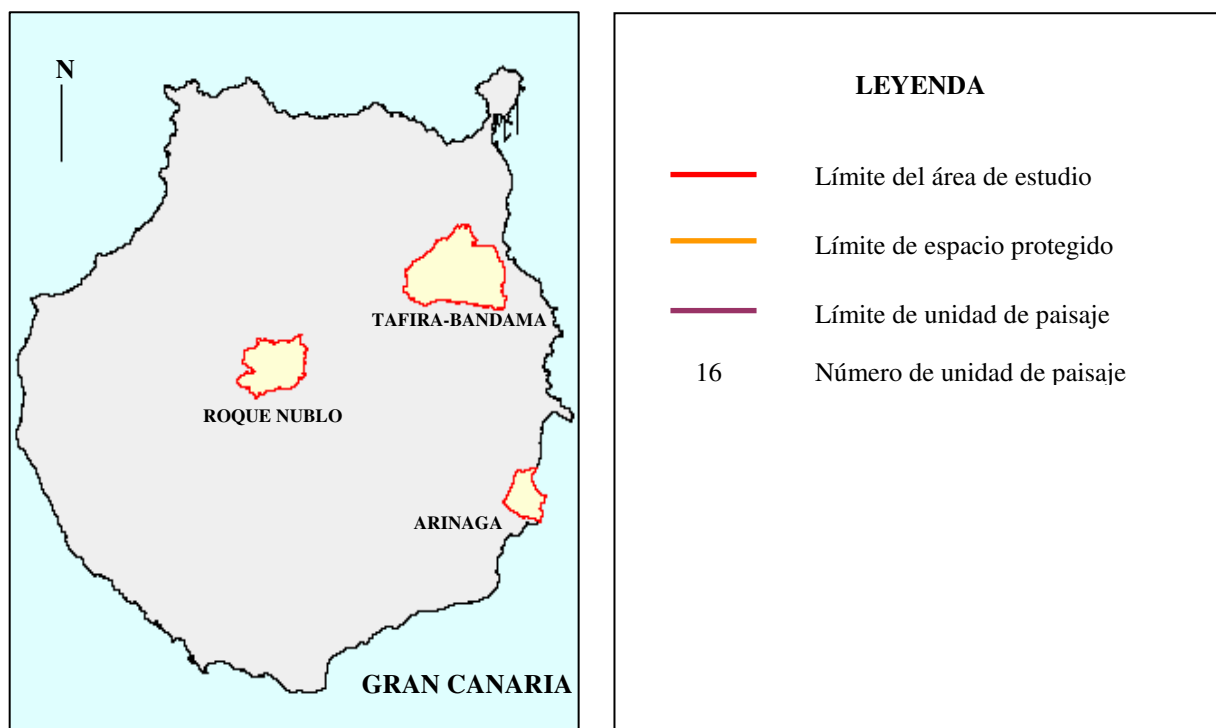 N
TAFIRA-BANDAMA
ROQUE NUBLO
ARINAGA
GRAN CANARIA
LEYENDA
Límite del área de estudio
Límite de espacio protegido
Límite de unidad de paisaje
16 Número de unidad de paisaje